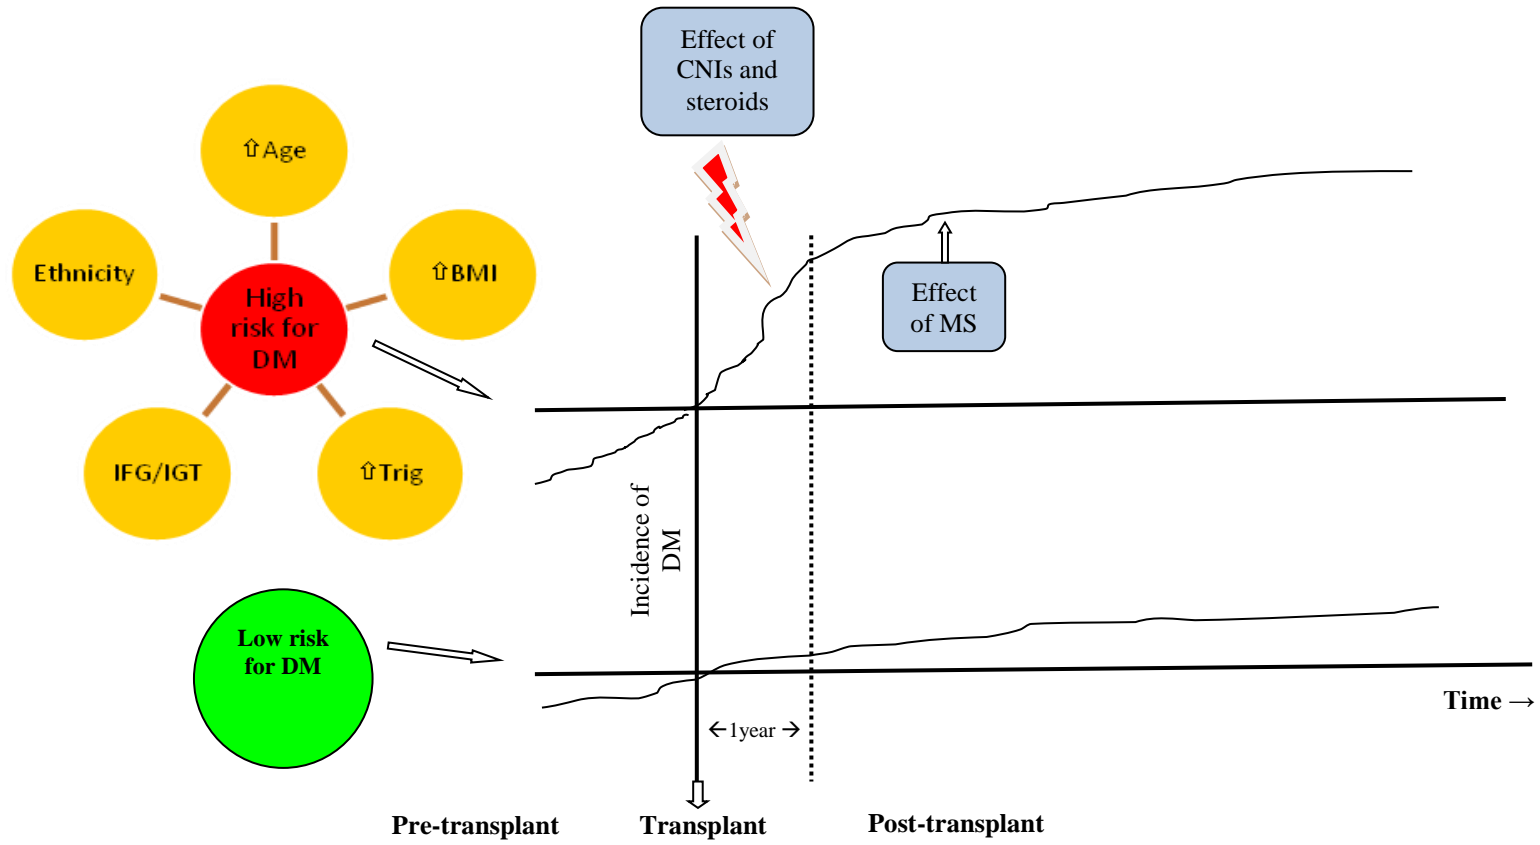 Effect of
CNIs and
steroids
⇧Age
Ethnicity
⇧BMI
High
risk for
DM
IFG/IGT
⇧Trig
Effect
of MS
Incidence of
DM
Low risk
for DM
Time →
←1year →
Pre-transplant
Transplant
Post-transplant